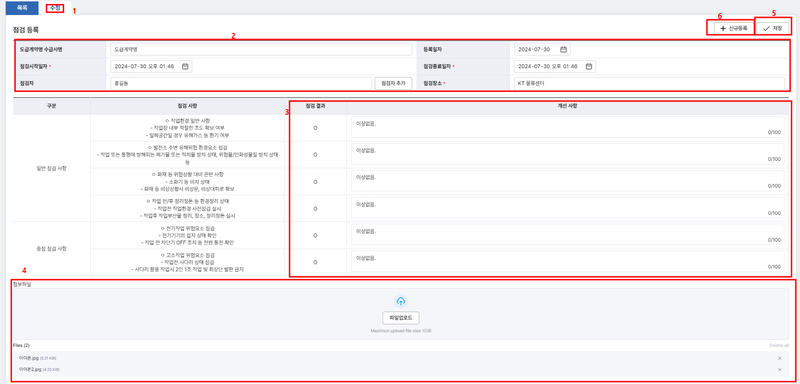 목록
수정
1
6
5
점검 등록
+ 신규등록
저장
2
도급계약명 수급사명
도급계약명
등록일자
2024-07-30
점검시작일자 *
2024-07-30 오후 01:46
점검종료일자 *
2024-07-30 오후 01:46
점검자
홍길동
점검자 추가
점검장소 *
KT 물류센터
구분
점검 사항
점검 결과
3
개선 사항
일반 점검 사항
ㅇ 작업환경 일반 사항
- 작업장 내부 적절한 조도 확보 여부
- 밀폐공간일 경우 유해가스 등 환기 여부
O
이상없음.
0/100
ㅇ 발전소 주변 유해위험 환경요소 점검
- 작업 또는 통행에 방해되는 폐기물 또는 적치물 방치 상태, 위험물/인화성물질 방치 상태
등
O
이상없음.
0/100
ㅇ 화재 등 위험상황 대비 관련 사항
- 소화기 등 비치 상태
- 화재 등 비상상황시 비상문, 비상대피로 확보
O
이상없음.
0/100
ㅇ 작업 전/후 정리정돈 등 환경정리 상태
- 작업전 작업환경 사전점검 실시
- 작업후 작업부산물 정리, 청소, 정리정돈 실시
O
이상없음.
0/100
중점 점검 사항
ㅇ 전기작업 위험요소 점검
- 전기기기의 접지 상태 확인
- 작업 전 차단기 OFF 조치 등 전원 통전 확인
O
이상없음.
0/100
ㅇ 고소작업 위험요소 점검
- 작업전 사다리 상태 점검
- 사다리 활용 작업시 2인 1조 작업 및 최상단 발판 금지
O
이상없음.
0/100
4
첨부파일
파일업로드
Maximun upload file size 1GB
Files (2)
Delete all
이미지.jpg (5.21 KB)
×
이미지2.jpg (4.23 KB)
×